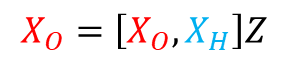 X_O = [X_O, X_H]Z